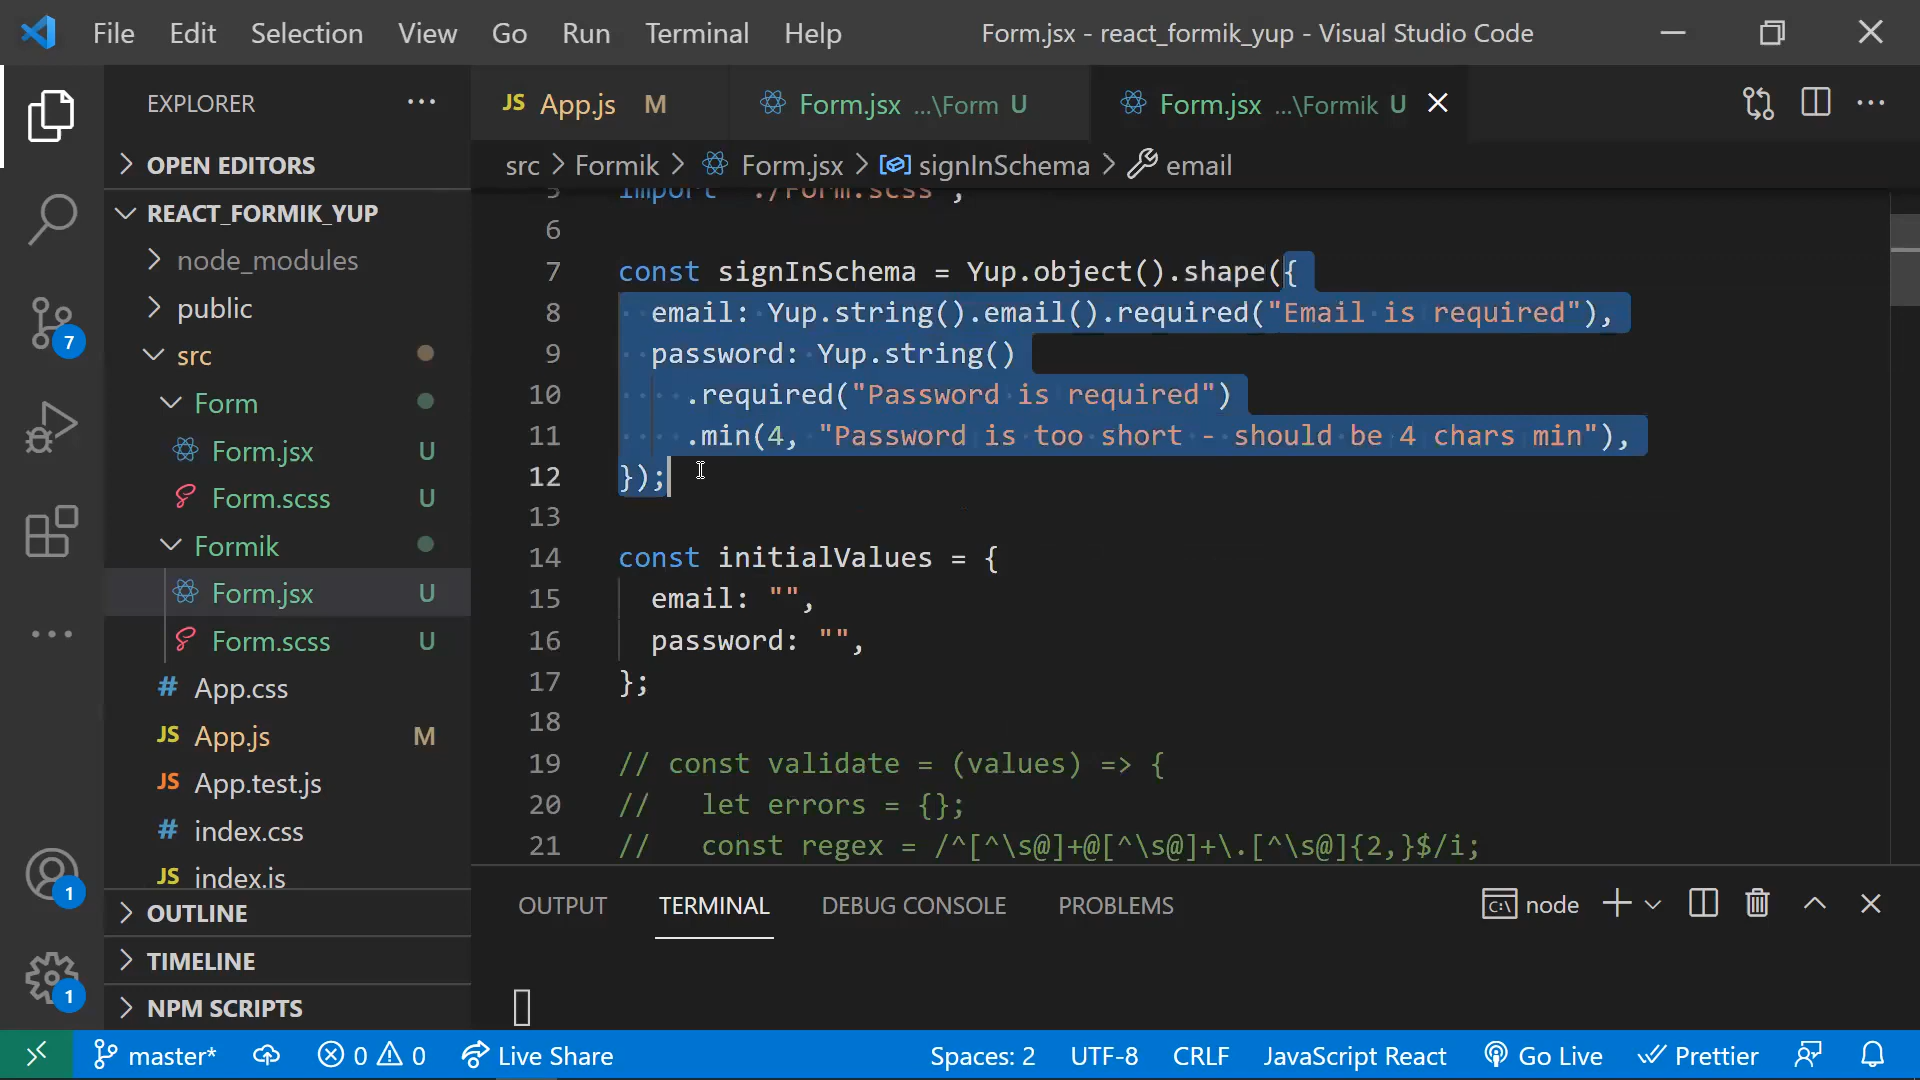 File Edit Selection View Go Run Terminal Help Form.jsx - react_formik_yup - Visual Studio Code
EXPLORER
JS App.js M Form.jsx ...\Form U Form.jsx ...\Formik U
OPEN EDITORS
src > Formik > Form.jsx > signInSchema > email
REACT_FORMIK_YUP
node_modules
public
7
src
Form
Form.jsx U
Form.scss U
Formik
Form.jsx U
Form.scss U
# App.css
JS App.js M
JS App.test.js
# index.css
JS index.js
OUTLINE
TIMELINE
NPM SCRIPTS
1
1
5 import "./Form.scss";
6
7 const signInSchema = Yup.object().shape({
8 email: Yup.string().email().required("Email is required"),
9 password: Yup.string()
10 .required("Password is required")
11 .min(4, "Password is too short - should be 4 chars min"),
12 });
13
14 const initialValues = {
15 email: "",
16 password: "",
17 };
18
19 // const validate = (values) => {
20 // let errors = {};
21 // const regex = /^[^\s@]+@[^\s@]+\.[^\s@]{2,}$/i;
OUTPUT TERMINAL DEBUG CONSOLE PROBLEMS node
master* 0 0 Live Share Spaces: 2 UTF-8 CRLF JavaScript React Go Live Prettier